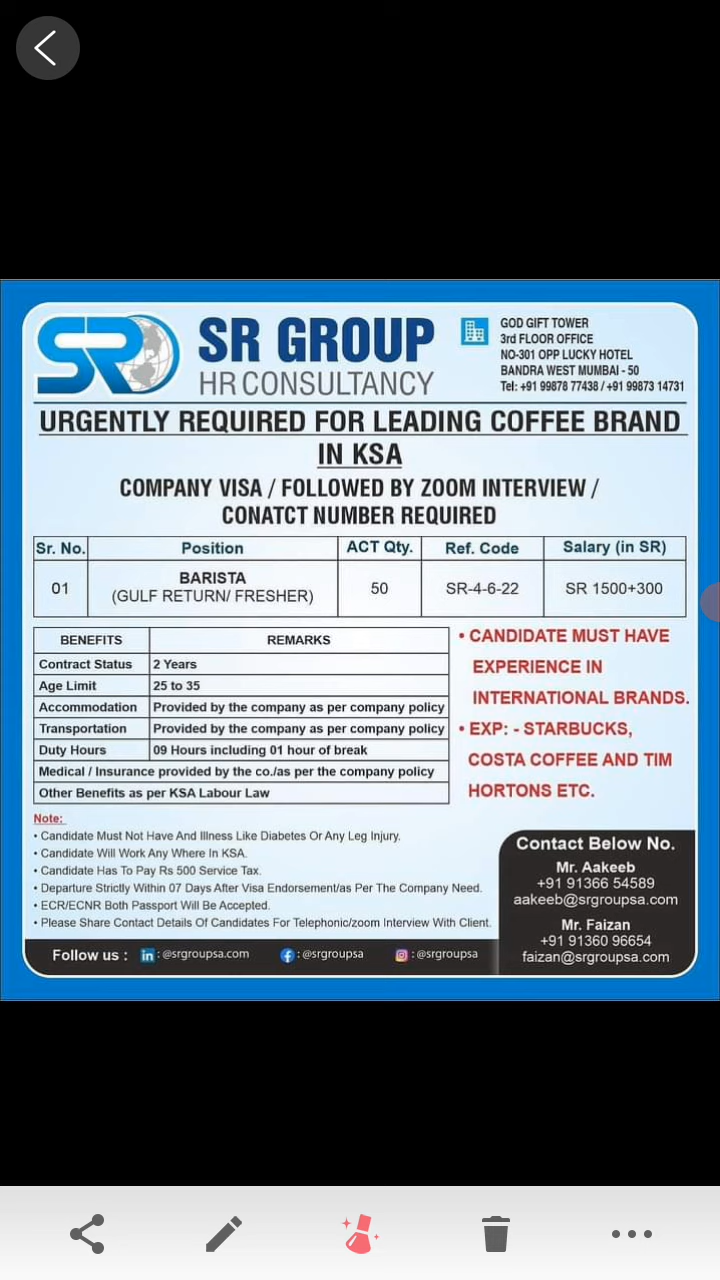 SR
SR GROUP
HR CONSULTANCY
GOD GIFT TOWER
3rd FLOOR OFFICE
NO-301 OPP LUCKY HOTEL
BANDRA WEST MUMBAI - 50
Tel: +91 99878 77438 / +91 99873 14731
URGENTLY REQUIRED FOR LEADING COFFEE BRAND
IN KSA
COMPANY VISA / FOLLOWED BY ZOOM INTERVIEW /
CONATCT NUMBER REQUIRED
Sr. No. Position ACT Qty. Ref. Code Salary (in SR)
01 BARISTA (GULF RETURN/ FRESHER) 50 SR-4-6-22 SR 1500+300
BENEFITS REMARKS
Contract Status 2 Years
Age Limit 25 to 35
Accommodation Provided by the company as per company policy
Transportation Provided by the company as per company policy
Duty Hours 09 Hours including 01 hour of break
Medical / Insurance provided by the co./as per the company policy
Other Benefits as per KSA Labour Law
• CANDIDATE MUST HAVE
EXPERIENCE IN
INTERNATIONAL BRANDS.
• EXP: - STARBUCKS,
COSTA COFFEE AND TIM
HORTONS ETC.
Note:
• Candidate Must Not Have And Illness Like Diabetes Or Any Leg Injury.
• Candidate Will Work Any Where In KSA.
• Candidate Has To Pay Rs 500 Service Tax.
• Departure Strictly Within 07 Days After Visa Endorsement/as Per The Company Need.
• ECR/ECNR Both Passport Will Be Accepted.
• Please Share Contact Details Of Candidates For Telephonic/zoom Interview With Client.
Contact Below No.
Mr. Aakeeb
+91 91366 54589
aakeeb@srgroupsa.com
Mr. Faizan
+91 91360 96654
faizan@srgroupsa.com
Follow us : in : @srgroupsa.com f : @srgroupsa : @srgroupsa